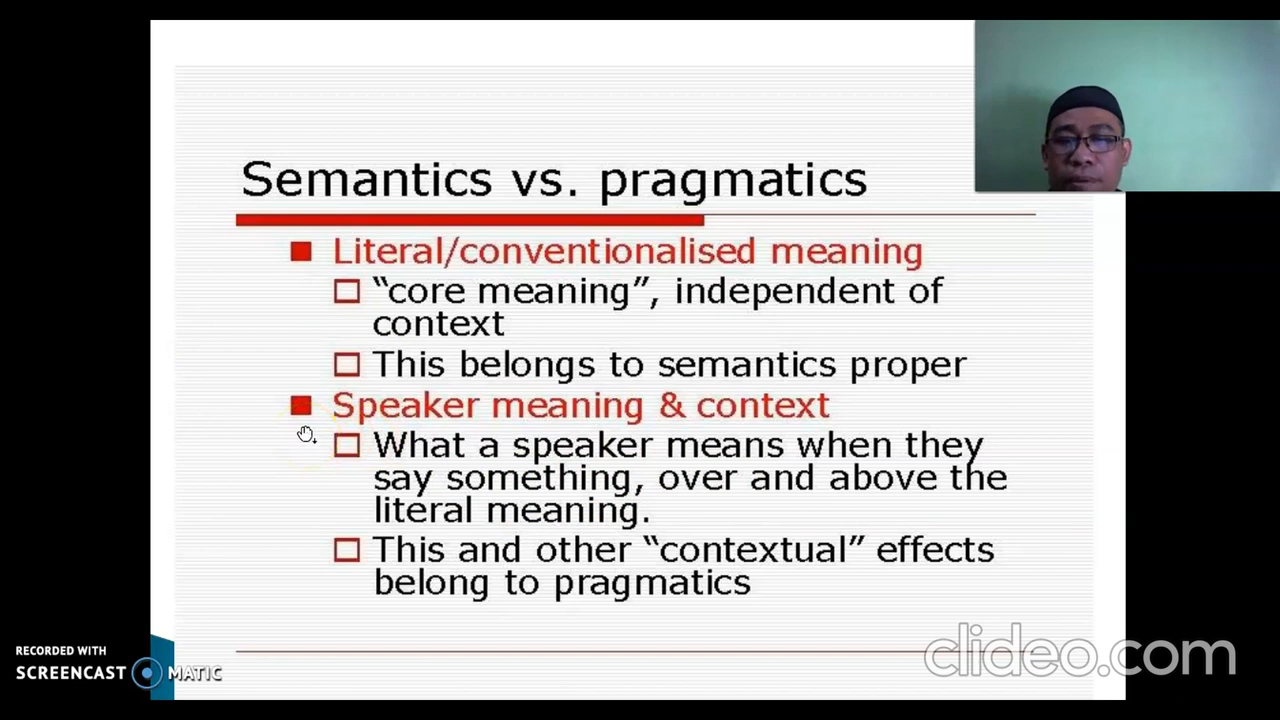 Semantics vs. pragmatics
Literal/conventionalised meaning
“core meaning”, independent of
context
This belongs to semantics proper
Speaker meaning & context
What a speaker means when they
say something, over and above the
literal meaning.
This and other “contextual” effects
belong to pragmatics
RECORDED WITH
SCREENCAST MATIC
clideo.com